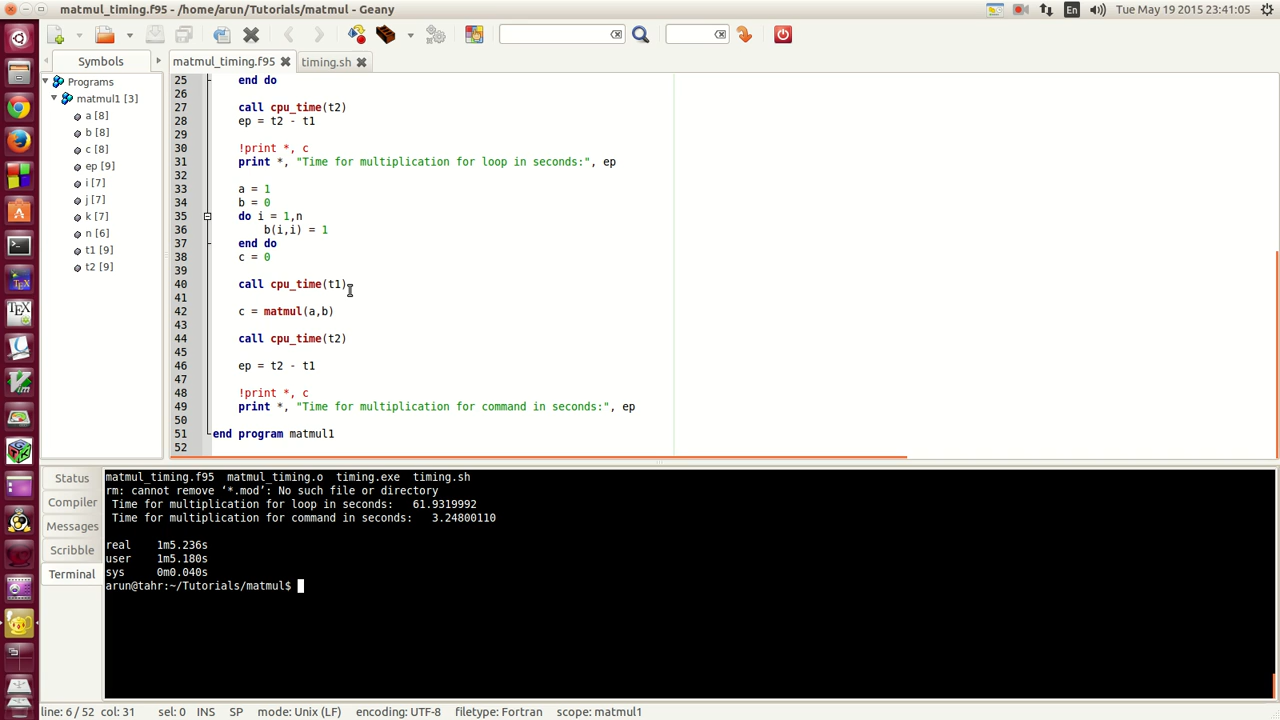 matmul_timing.f95 - /home/arun/Tutorials/matmul - Geany
En
Tue May 19 2015 23:41:05
Symbols
matmul_timing.f95
timing.sh
Programs
matmul1 [3]
a [8]
b [8]
c [8]
ep [9]
i [7]
j [7]
k [7]
n [6]
t1 [9]
t2 [9]
25 end do
26
27 call cpu_time(t2)
28 ep = t2 - t1
29
30 !print *, c
31 print *, "Time for multiplication for loop in seconds:", ep
32
33 a = 1
34 b = 0
35 do i = 1,n
36 b(i,i) = 1
37 end do
38 c = 0
39
40 call cpu_time(t1)
41
42 c = matmul(a,b)
43
44 call cpu_time(t2)
45
46 ep = t2 - t1
47
48 !print *, c
49 print *, "Time for multiplication for command in seconds:", ep
50
51 end program matmul1
52
Status
Compiler
Messages
Scribble
Terminal
matmul_timing.f95  matmul_timing.o  timing.exe  timing.sh
rm: cannot remove ‘*.mod’: No such file or directory
Time for multiplication for loop in seconds:   61.9319992
Time for multiplication for command in seconds:   3.24800110
real    1m5.236s
user    1m5.180s
sys     0m0.040s
arun@tahr:~/Tutorials/matmul$
line: 6 / 52  col: 31  sel: 0  INS  SP  mode: Unix (LF)  encoding: UTF-8  filetype: Fortran  scope: matmul1